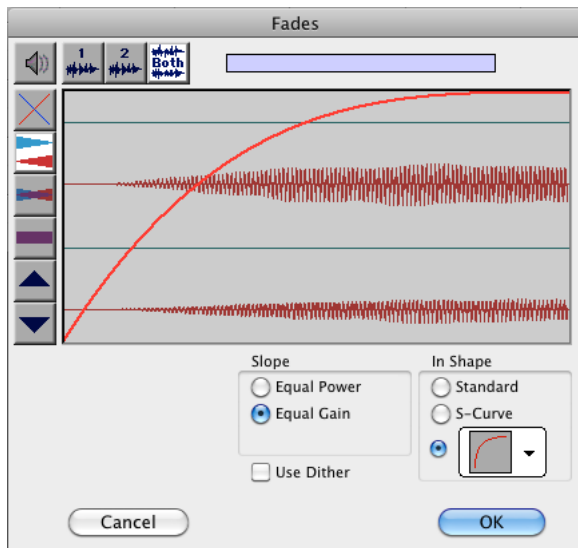 Fades
1
2
Both
Slope
In Shape
Equal Power
Standard
Equal Gain
S-Curve
Use Dither
Cancel
OK